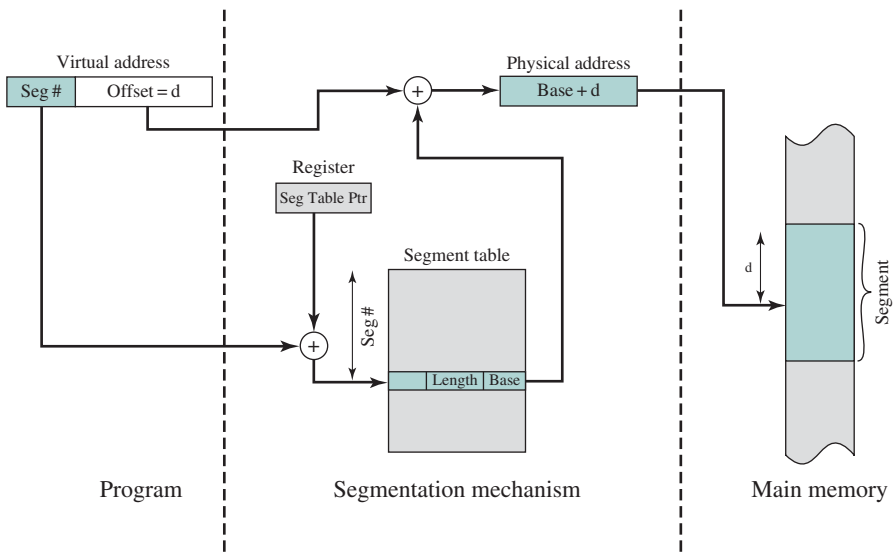 Virtual address
Seg #
Offset = d
Physical address
Base + d
Register
Seg Table Ptr
Segment table
Seg #
Length
Base
d
Segment
Program
Segmentation mechanism
Main memory
+
+